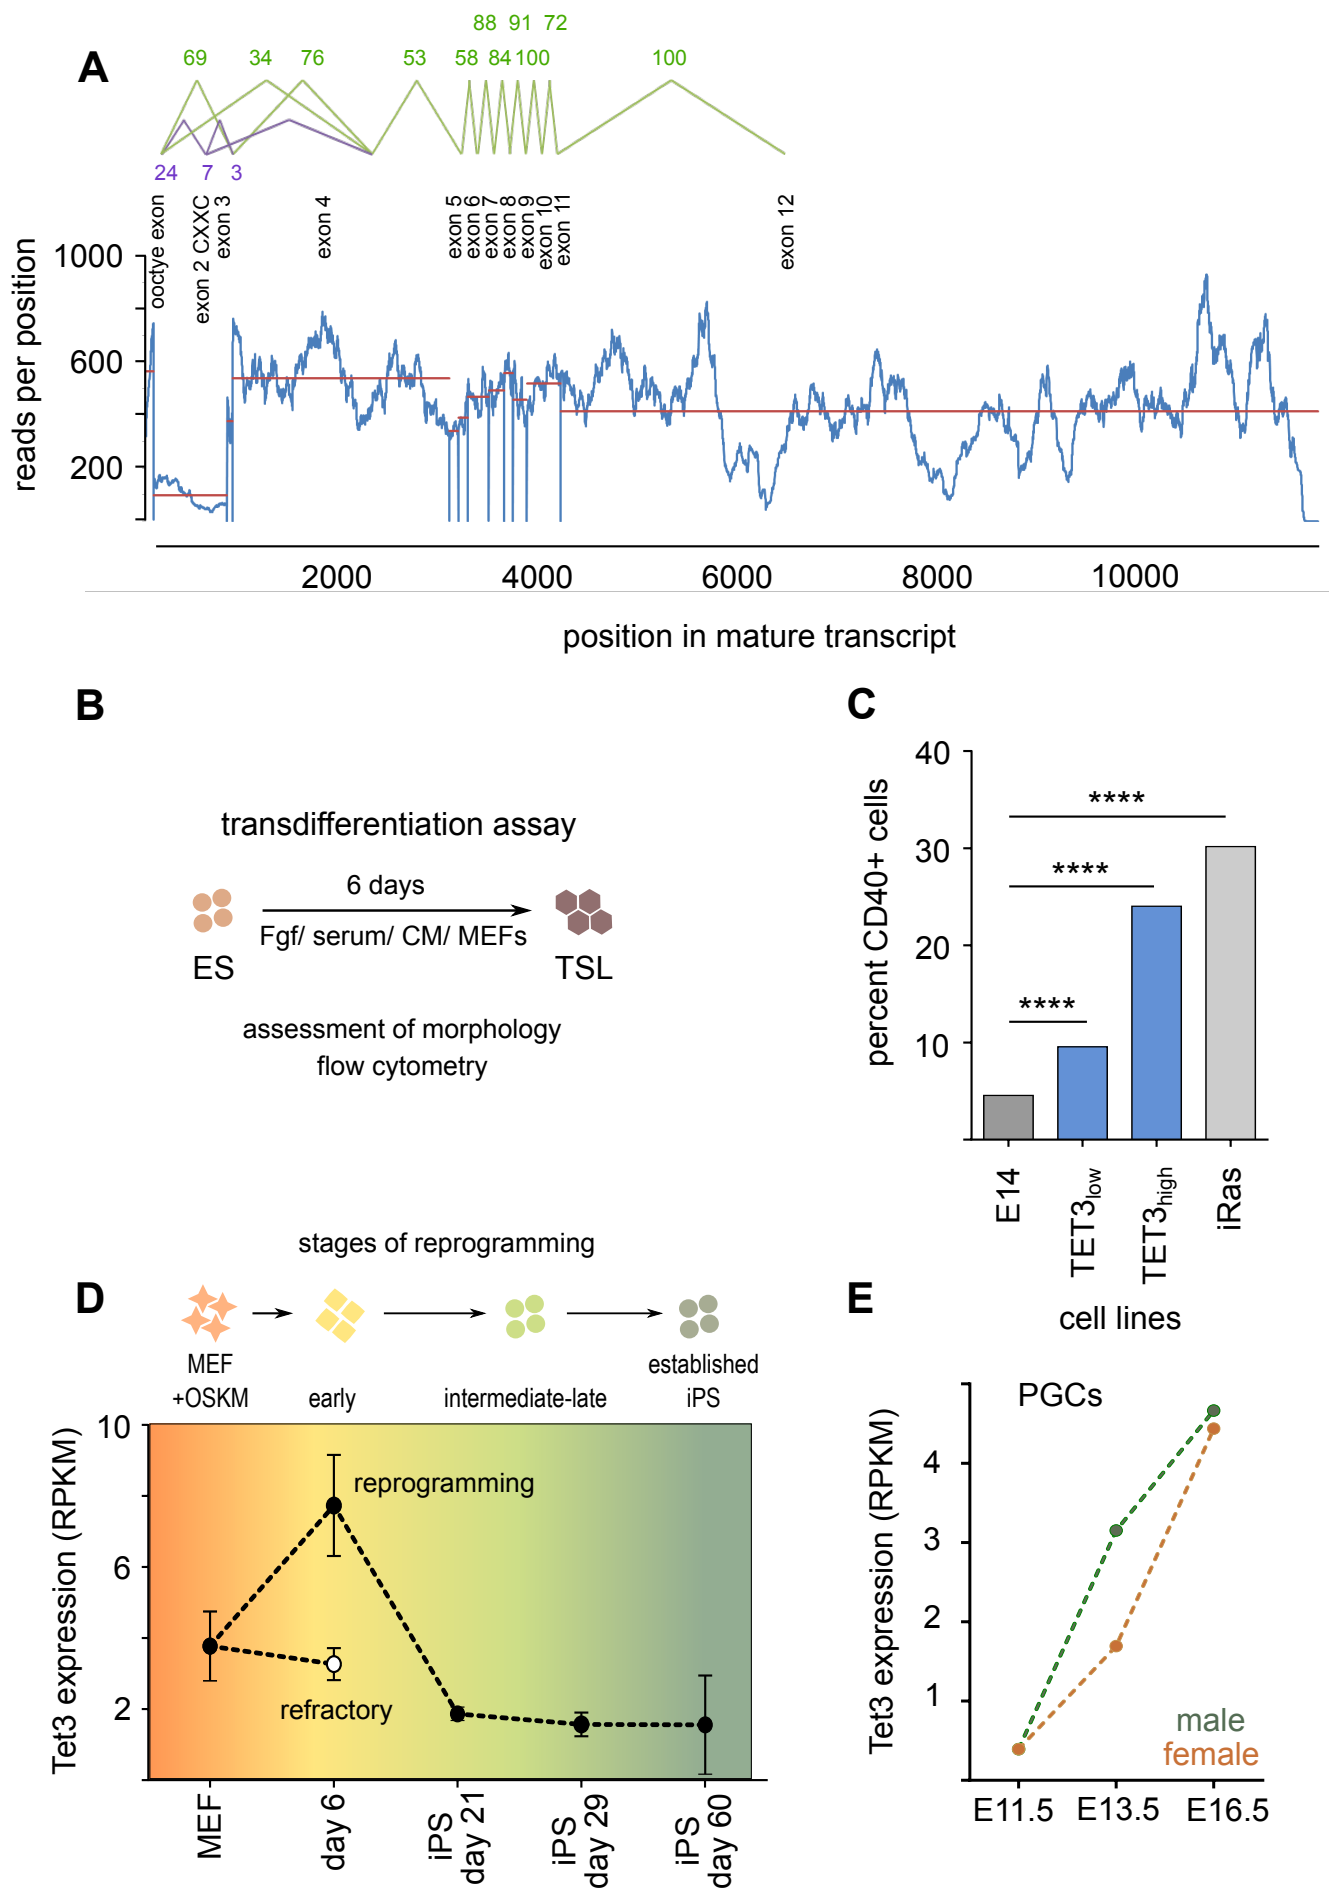 A
88 91 72
69 34 76 53 58 84 100 100
24 7 3
ooctye exon
exon 2 CXXC
exon 3
exon 4
exon 5
exon 6
exon 7
exon 8
exon 9
exon 10
exon 11
exon 12
reads per position
1000
600
200
2000 4000 6000 8000 10000
position in mature transcript
B
transdifferentiation assay
6 days
Fgf/ serum/ CM/ MEFs
ES TSL
assessment of morphology
flow cytometry
C
percent CD40+ cells
40
30
20
10
****
****
****
E14
TET3low
TET3high
iRas
cell lines
D
stages of reprogramming
MEF
+OSKM
early
intermediate-late
established
iPS
Tet3 expression (RPKM)
10
6
2
reprogramming
refractory
MEF
day 6
iPS
day 21
iPS
day 29
iPS
day 60
E
PGCs
Tet3 expression (RPKM)
4
3
2
1
male
female
E11.5 E13.5 E16.5